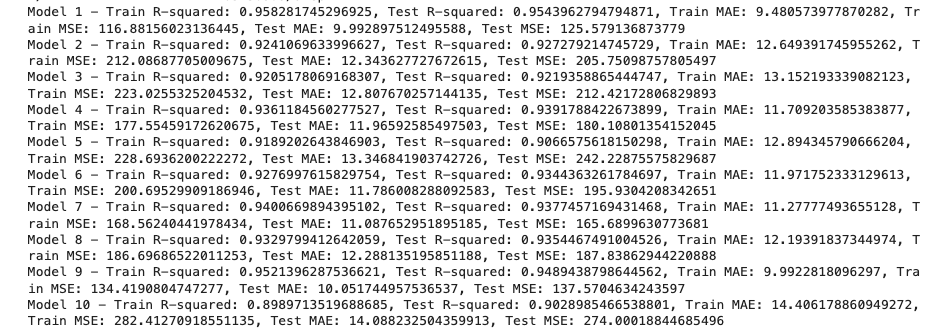 Model 1 - Train R-squared: 0.958281745296925, Test R-squared: 0.9543962794794871, Train MAE: 9.480573977870282, Tr
ain MSE: 116.88156023136445, Test MAE: 9.992897512495588, Test MSE: 125.579136873779
Model 2 - Train R-squared: 0.9241069633996627, Test R-squared: 0.927279214745729, Train MAE: 12.649391745955262, T
rain MSE: 212.08687705009675, Test MAE: 12.343627727672615, Test MSE: 205.75098757805497
Model 3 - Train R-squared: 0.9205178069168307, Test R-squared: 0.9219358865444747, Train MAE: 13.152193339082123,
Train MSE: 223.0255325204532, Test MAE: 12.807670257144135, Test MSE: 212.42172806829893
Model 4 - Train R-squared: 0.9361184560277527, Test R-squared: 0.9391788422673899, Train MAE: 11.709203585383877,
Train MSE: 177.55459172620675, Test MAE: 11.96592585497503, Test MSE: 180.10801354152045
Model 5 - Train R-squared: 0.9189202643846903, Test R-squared: 0.9066575618150298, Train MAE: 12.894345790666204,
Train MSE: 228.6936200222272, Test MAE: 13.346841903742726, Test MSE: 242.22875575829687
Model 6 - Train R-squared: 0.9276997615829754, Test R-squared: 0.9344363261784697, Train MAE: 11.971752333129613,
Train MSE: 200.69529909186946, Test MAE: 11.786008288092583, Test MSE: 195.9304208342651
Model 7 - Train R-squared: 0.9400669894395102, Test R-squared: 0.9377457169431468, Train MAE: 11.27777493655128, T
rain MSE: 168.56240441978434, Test MAE: 11.087652951895185, Test MSE: 165.6899630773681
Model 8 - Train R-squared: 0.9329799412642059, Test R-squared: 0.9354467491004526, Train MAE: 12.19391837344974, T
rain MSE: 186.69686522011253, Test MAE: 12.288135195851188, Test MSE: 187.83862944220888
Model 9 - Train R-squared: 0.9521396287536621, Test R-squared: 0.9489438798644562, Train MAE: 9.9922818096297, Tra
in MSE: 134.4190804747277, Test MAE: 10.051744957536537, Test MSE: 137.5704634243597
Model 10 - Train R-squared: 0.8989713519688685, Test R-squared: 0.9028985466538801, Train MAE: 14.406178860949272,
Train MSE: 282.41270918551135, Test MAE: 14.088232504359913, Test MSE: 274.00018844685496